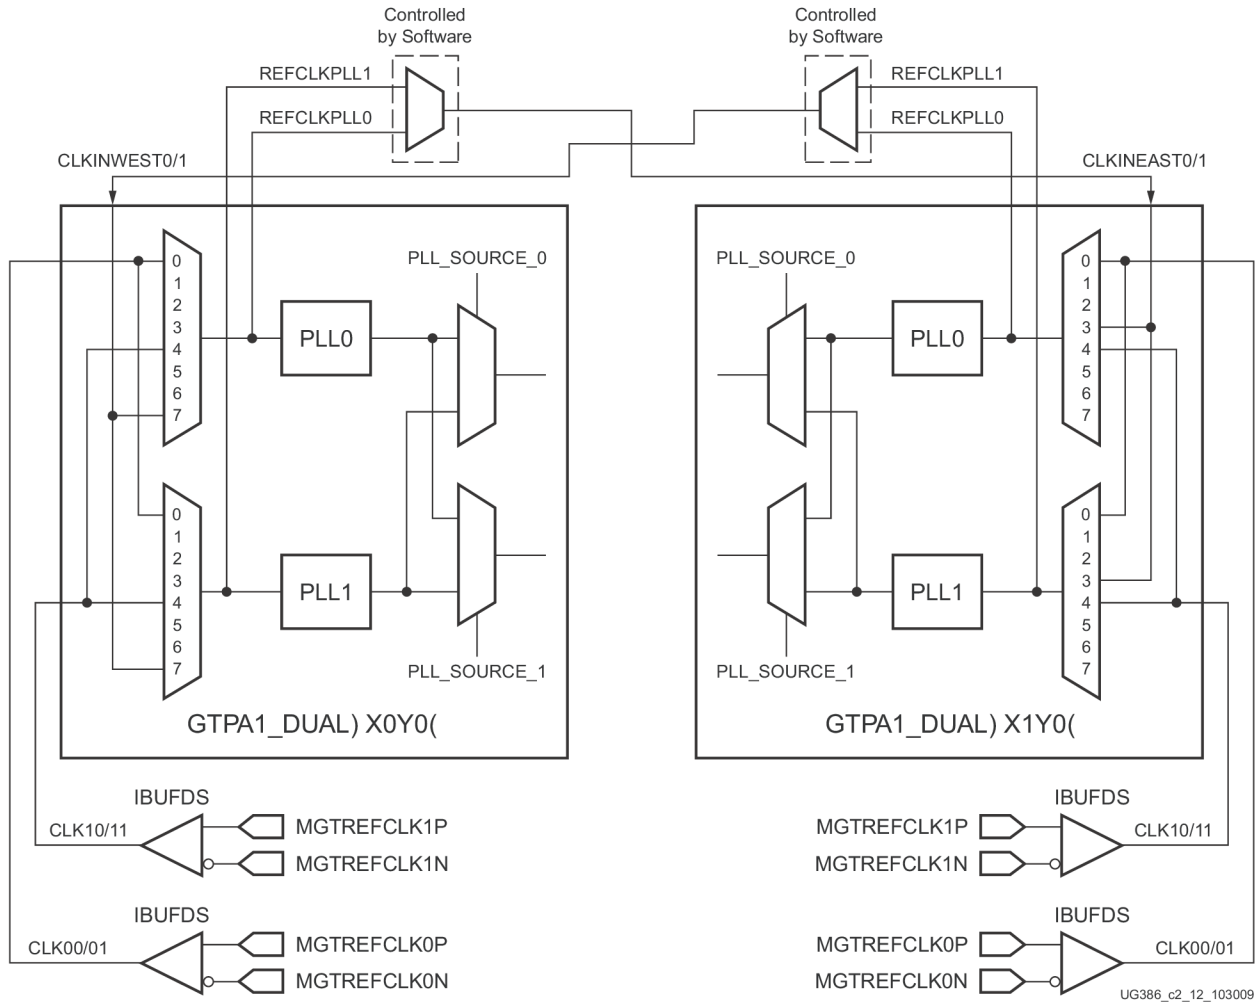 Controlled
by Software
Controlled
by Software
REFCLKPLL1
REFCLKPLL1
REFCLKPLL0
REFCLKPLL0
CLKINWEST0/1
CLKINEAST0/1
PLL_SOURCE_0
PLL_SOURCE_0
0
1
2
3
4
5
6
7
PLL0
PLL0
0
1
2
3
4
5
6
7
0
1
2
3
4
5
6
7
PLL1
PLL1
0
1
2
3
4
5
6
7
PLL_SOURCE_1
PLL_SOURCE_1
GTPA1_DUAL) X0Y0(
GTPA1_DUAL) X1Y0(
IBUFDS
CLK10/11
MGTREFCLK1P
MGTREFCLK1N
IBUFDS
MGTREFCLK1P
MGTREFCLK1N
CLK10/11
IBUFDS
CLK00/01
MGTREFCLK0P
MGTREFCLK0N
IBUFDS
MGTREFCLK0P
MGTREFCLK0N
CLK00/01
UG386_c2_12_103009